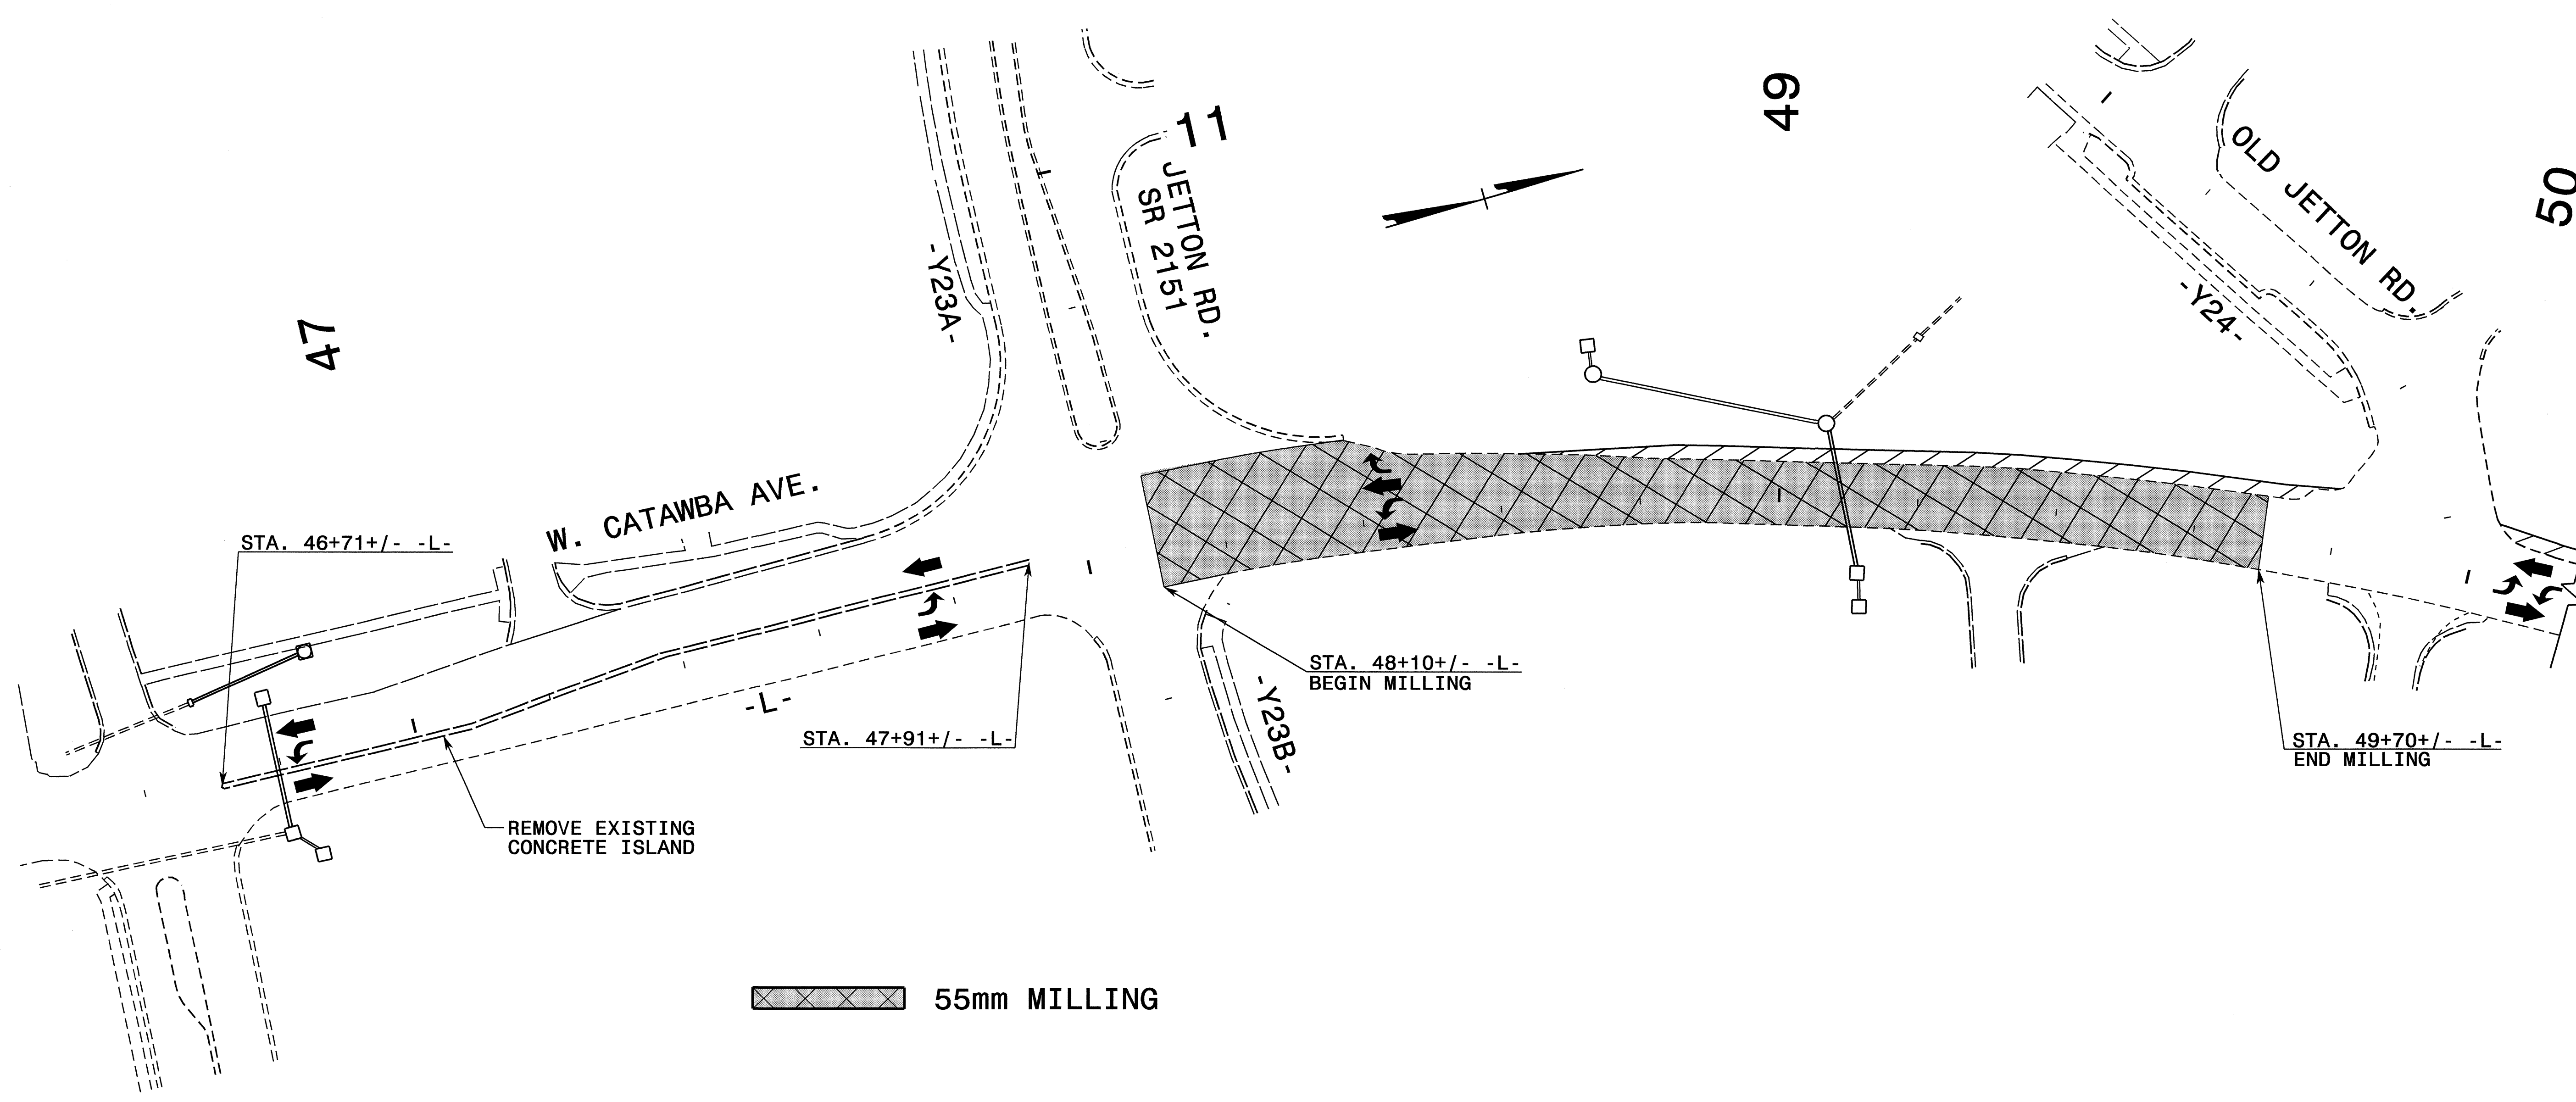 11
49
50
47
JETTON RD.
SR 2151
-Y23A-
OLD JETTON RD.
-Y24-
W. CATAWBA AVE.
STA. 46+71+/- -L-
-L-
STA. 47+91+/- -L-
STA. 48+10+/- -L-
BEGIN MILLING
-Y23B-
STA. 49+70+/- -L-
END MILLING
REMOVE EXISTING
CONCRETE ISLAND
55mm MILLING